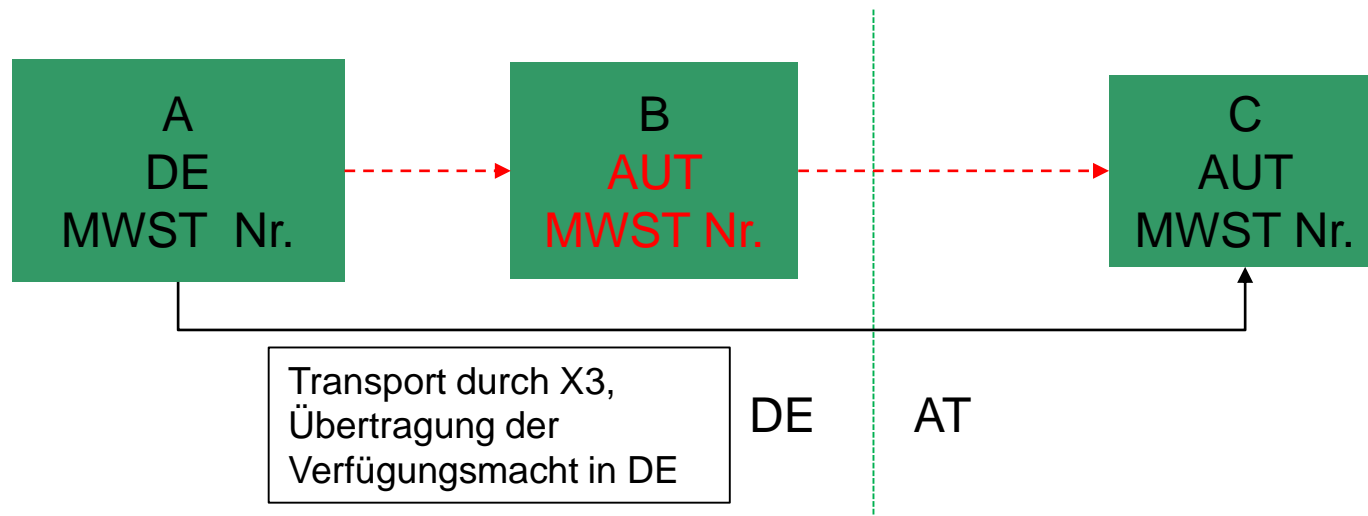 A
DE
MWST Nr.
B
AUT
MWST Nr.
C
AUT
MWST Nr.
Transport durch X3,
Übertragung der
Verfügungsmacht in DE
DE
AT